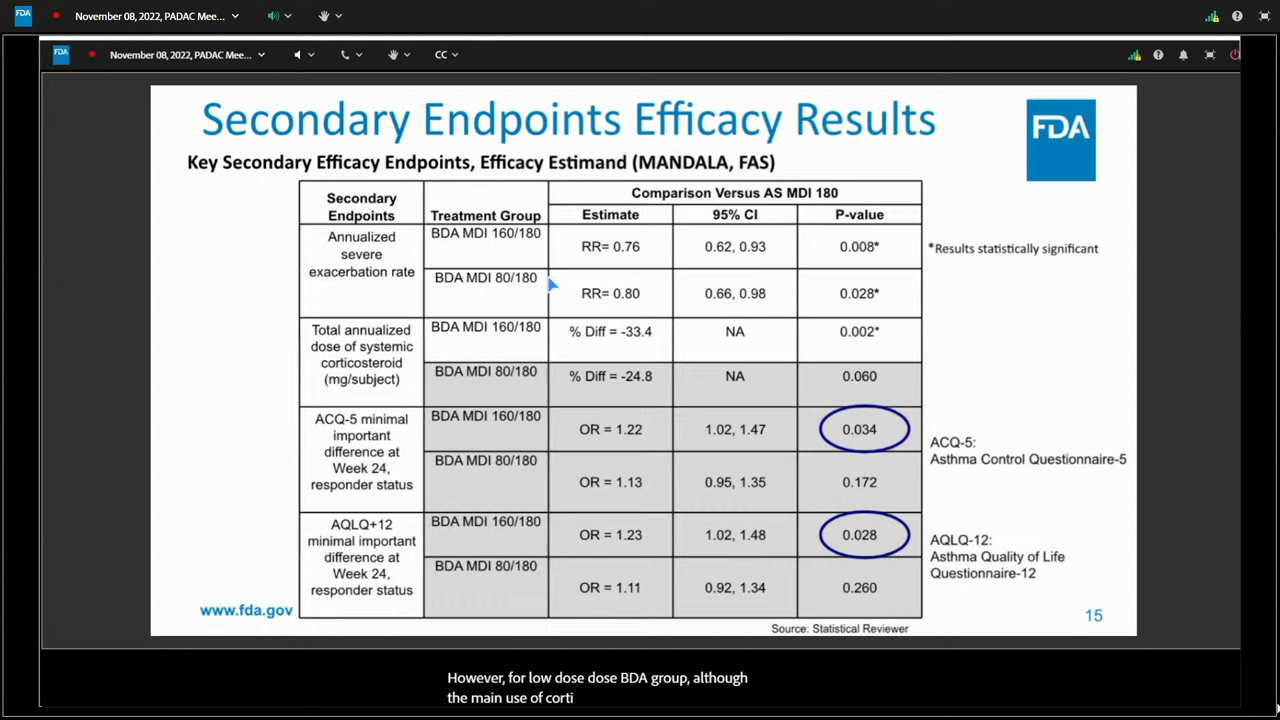 FDA
November 08, 2022, PADAC Mee...
FDA
November 08, 2022, PADAC Mee...
CC
Secondary Endpoints Efficacy Results
FDA
Key Secondary Efficacy Endpoints, Efficacy Estimand (MANDALA, FAS)
Secondary
Endpoints
Treatment Group
Comparison Versus AS MDI 180
Estimate
95% CI
P-value
Annualized
severe
exacerbation rate
BDA MDI 160/180
RR= 0.76
0.62, 0.93
0.008*
*Results statistically significant
BDA MDI 80/180
RR= 0.80
0.66, 0.98
0.028*
Total annualized
dose of systemic
corticosteroid
(mg/subject)
BDA MDI 160/180
% Diff = -33.4
NA
0.002*
BDA MDI 80/180
% Diff = -24.8
NA
0.060
ACQ-5 minimal
important
difference at
Week 24,
responder status
BDA MDI 160/180
OR = 1.22
1.02, 1.47
0.034
ACQ-5:
Asthma Control Questionnaire-5
BDA MDI 80/180
OR = 1.13
0.95, 1.35
0.172
AQLQ+12
minimal important
difference at
Week 24,
responder status
BDA MDI 160/180
OR = 1.23
1.02, 1.48
0.028
AQLQ-12:
Asthma Quality of Life
Questionnaire-12
BDA MDI 80/180
OR = 1.11
0.92, 1.34
0.260
www.fda.gov
15
Source: Statistical Reviewer
However, for low dose dose BDA group, although
the main use of corti